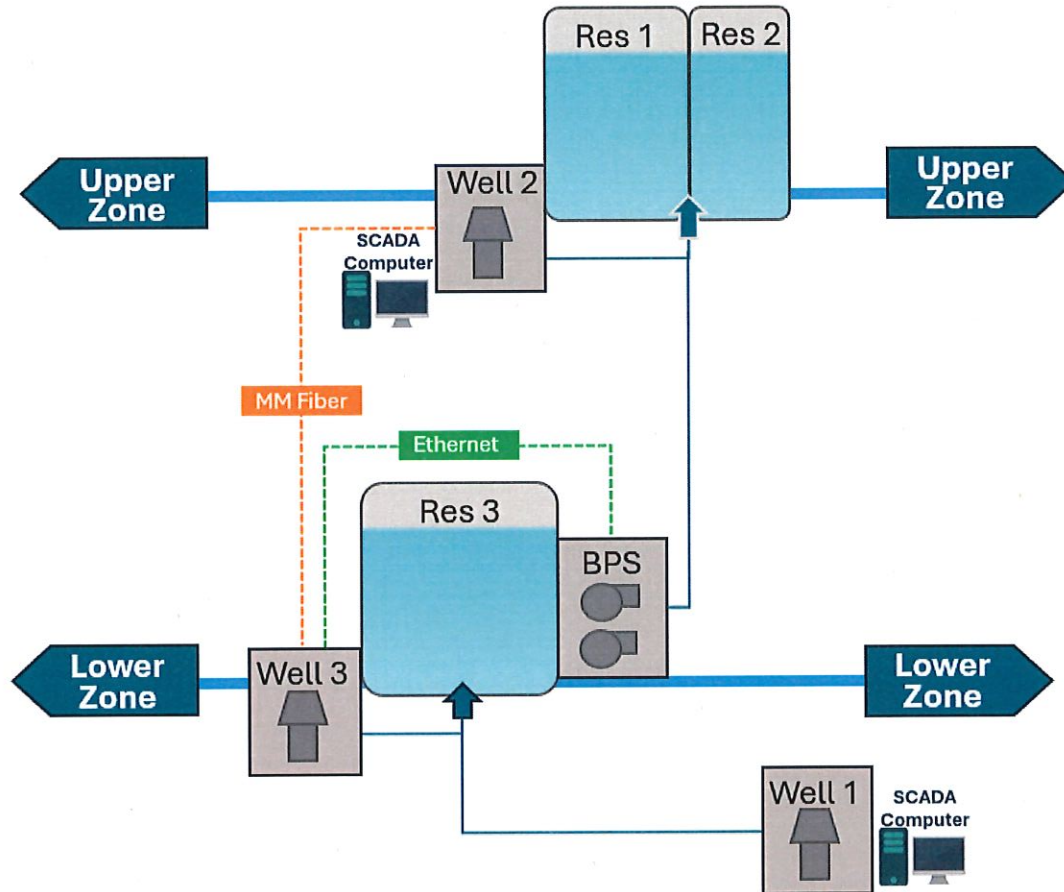 Res 1
Res 2
Upper
Zone
Well 2
Upper
Zone
SCADA
Computer
MM Fiber
Ethernet
Res 3
BPS
Lower
Zone
Well 3
Lower
Zone
Well 1
SCADA
Computer